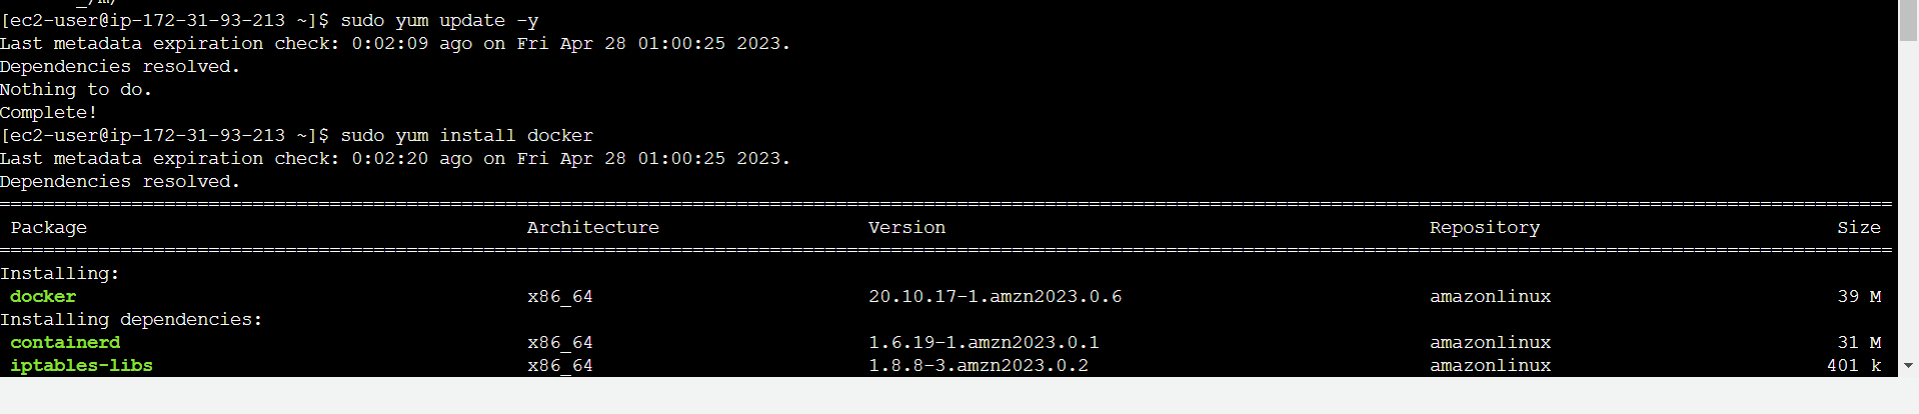 _/m/
[ec2-user@ip-172-31-93-213 ~]$ sudo yum update -y
Last metadata expiration check: 0:02:09 ago on Fri Apr 28 01:00:25 2023.
Dependencies resolved.
Nothing to do.
Complete!
[ec2-user@ip-172-31-93-213 ~]$ sudo yum install docker
Last metadata expiration check: 0:02:20 ago on Fri Apr 28 01:00:25 2023.
Dependencies resolved.
Package Architecture Version Repository Size
Installing:
docker x86_64 20.10.17-1.amzn2023.0.6 amazonlinux 39 M
Installing dependencies:
containerd x86_64 1.6.19-1.amzn2023.0.1 amazonlinux 31 M
iptables-libs x86_64 1.8.8-3.amzn2023.0.2 amazonlinux 401 k